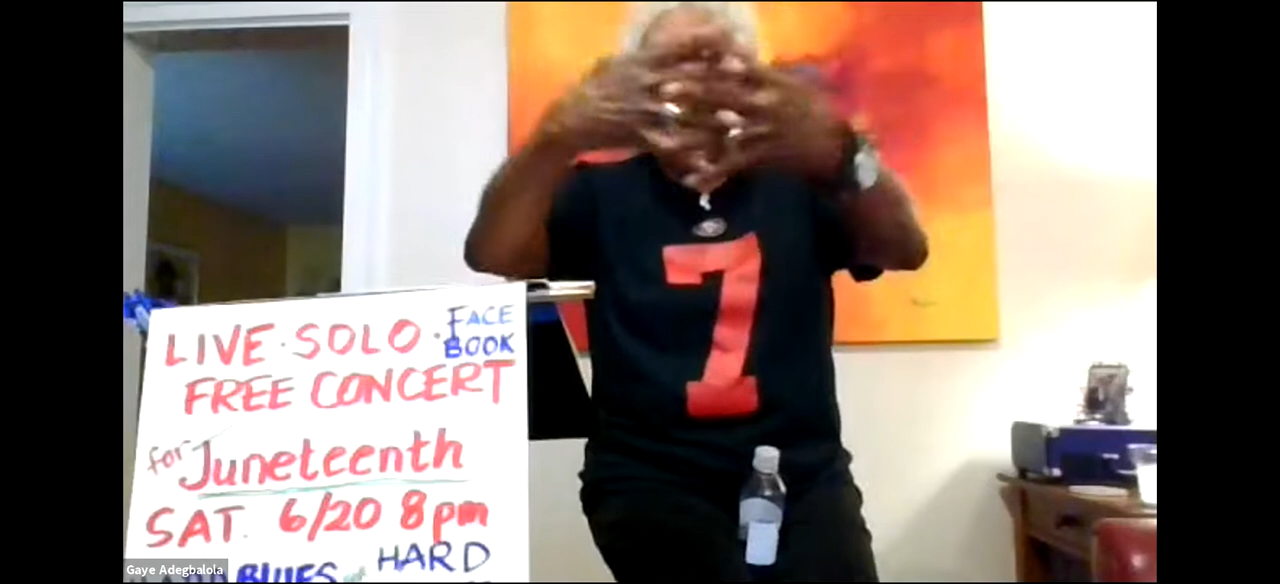 LIVE·SOLO·FACE
BOOK
FREE CONCERT
for Juneteenth
SAT. 6/20 8pm
HARD
BLUES
7
Gaye Adegbalola